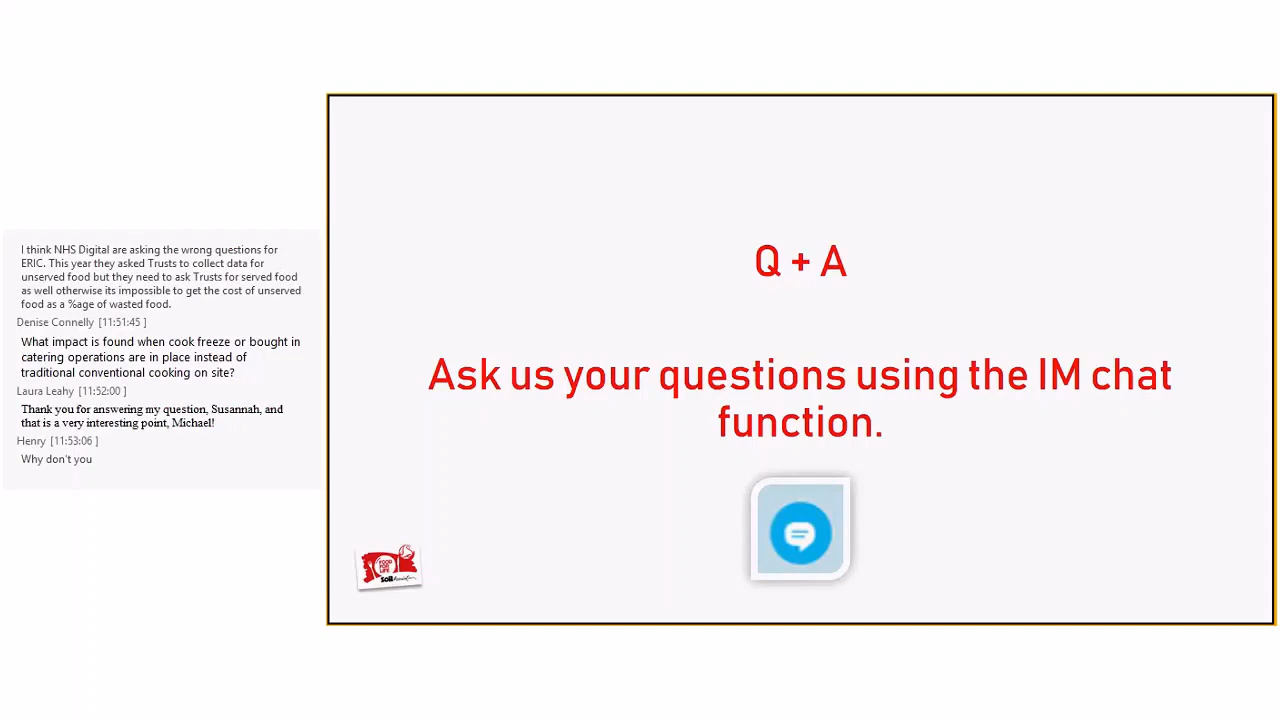 I think NHS Digital are asking the wrong questions for
ERIC. This year they asked Trusts to collect data for
unserved food but they need to ask Trusts for served food
as well otherwise its impossible to get the cost of unserved
food as a %age of wasted food.
Denise Connelly [11:51:45 ]
What impact is found when cook freeze or bought in
catering operations are in place instead of
traditional conventional cooking on site?
Laura Leahy [11:52:00 ]
Thank you for answering my question, Susannah, and
that is a very interesting point, Michael!
Henry [11:53:06 ]
Why don't you
Q + A
Ask us your questions using the IM chat
function.
FOOD
FOR
LIFE
Soil Association